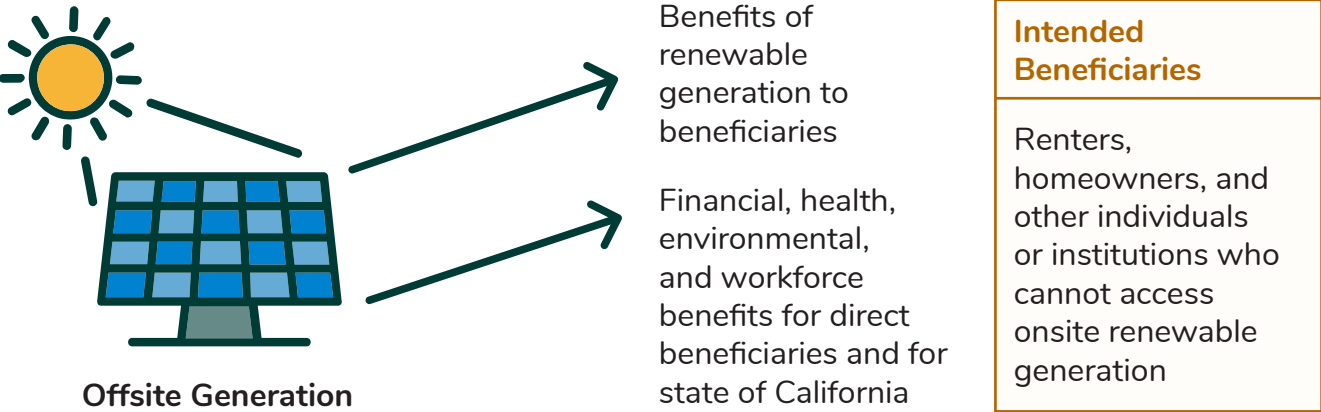 Benefits of
renewable
generation to
beneficiaries
Financial, health,
environmental,
and workforce
benefits for direct
beneficiaries and for
state of California
Offsite Generation
Intended
Beneficiaries
Renters,
homeowners, and
other individuals
or institutions who
cannot access
onsite renewable
generation